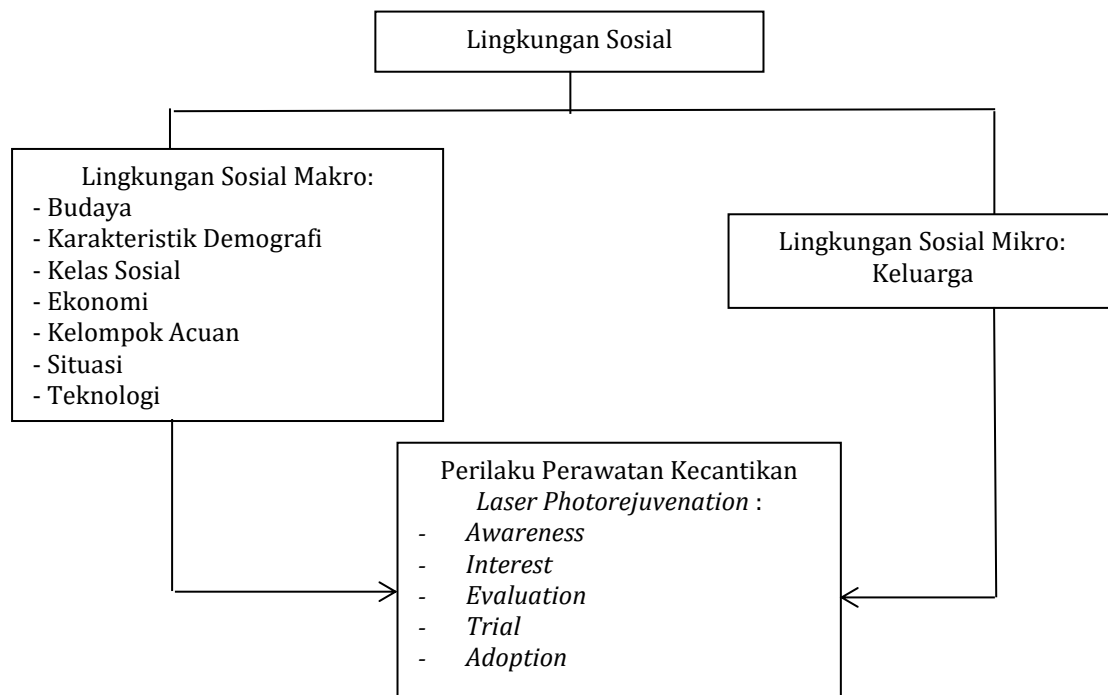 Lingkungan Sosial
Lingkungan Sosial Makro:
- Budaya
- Karakteristik Demografi
- Kelas Sosial
- Ekonomi
- Kelompok Acuan
- Situasi
- Teknologi
Lingkungan Sosial Mikro:
Keluarga
Perilaku Perawatan Kecantikan
Laser Photorejuvenation :
- Awareness
- Interest
- Evaluation
- Trial
- Adoption